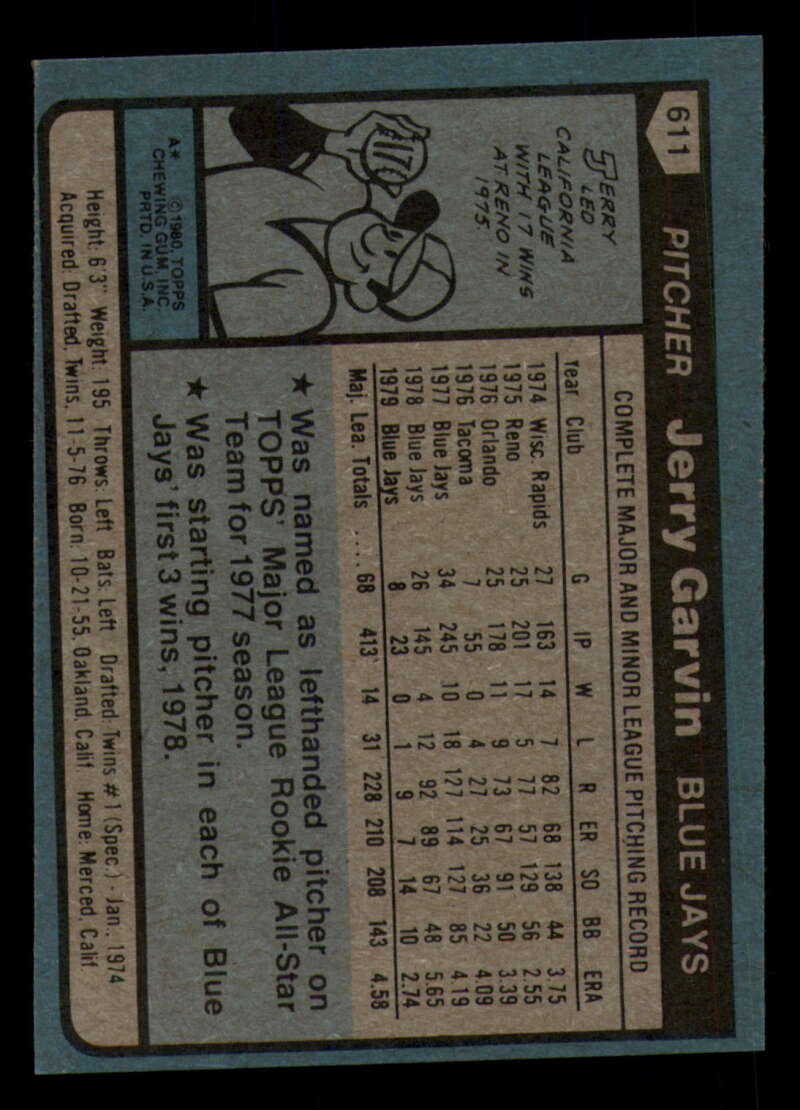 611 PITCHER Jerry Garvin BLUE JAYS
JERRY
LED
CALIFORNIA
LEAGUE
WITH 17 WINS
AT RENO IN
1975.
17
A* © 1980, TOPPS
CHEWING GUM, INC.
PRTD. IN U.S.A.
COMPLETE MAJOR AND MINOR LEAGUE PITCHING RECORD
Year Club G IP W L R ER SO BB ERA
1974 Wisc. Rapids 27 163 14 7 82 68 138 44 3.75
1975 Reno 25 201 17 5 77 57 129 56 2.55
1976 Orlando 25 178 11 9 73 67 91 50 3.39
1976 Tacoma 7 55 0 4 27 25 36 22 4.09
1977 Blue Jays 34 245 10 18 127 114 127 85 4.19
1978 Blue Jays 26 145 4 12 92 89 67 48 5.65
1979 Blue Jays 8 23 0 1 9 7 14 10 2.74
Maj. Lea. Totals .... 68 413 14 31 228 210 208 143 4.58
★ Was named as lefthanded pitcher on
TOPPS' Major League Rookie All-Star
Team for 1977 season.
★ Was starting pitcher in each of Blue
Jays' first 3 wins, 1978.
Height: 6'3" Weight: 195 Throws: Left Bats: Left Drafted: Twins #1 (Spec.) - Jan., 1974
Acquired: Drafted, Twins, 11-5-76 Born: 10-21-55, Oakland, Calif Home: Merced, Calif